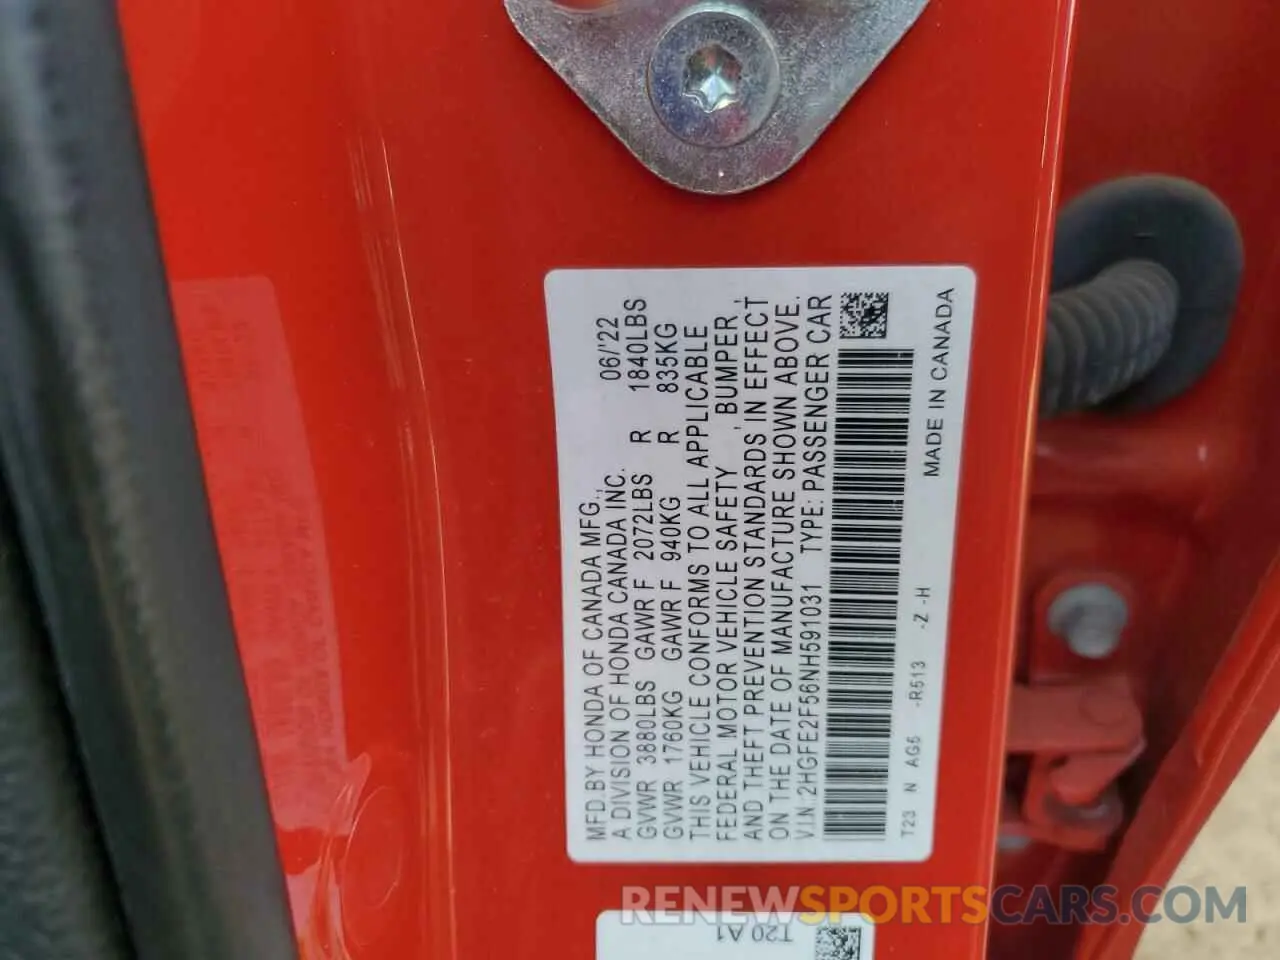 MFD.BY HONDA OF CANADA MFG., 06/'22
A DIVISION OF HONDA CANADA INC.
GVWR 3880LBS GAWR F 2072LBS R 1840LBS
GVWR 1760KG GAWR F 940KG R 835KG
THIS VEHICLE CONFORMS TO ALL APPLICABLE
FEDERAL MOTOR VEHICLE SAFETY , BUMPER,
AND THEFT PREVENTION STANDARDS IN EFFECT
ON THE DATE OF MANUFACTURE SHOWN ABOVE.
V.I.N.:2HGFE2F56NH591031 TYPE: PASSENGER CAR
T23 N AG5 -R513 -Z -H
MADE IN CANADA
T20 A1
RENEWSPORTSCARS.COM